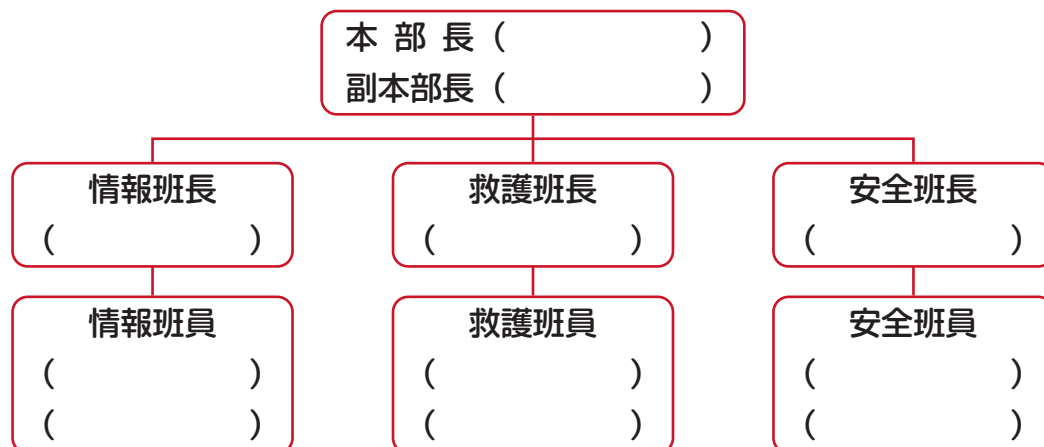 本 部 長 (　　　　　　)
副本部長 (　　　　　　)
情報班長
(　　　　　　)
救護班長
(　　　　　　)
安全班長
(　　　　　　)
情報班員
(　　　　　　)
(　　　　　　)
救護班員
(　　　　　　)
(　　　　　　)
安全班員
(　　　　　　)
(　　　　　　)